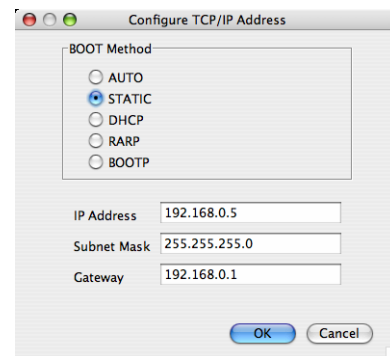 Configure TCP/IP Address
BOOT Method
AUTO
STATIC
DHCP
RARP
BOOTP
IP Address 192.168.0.5
Subnet Mask 255.255.255.0
Gateway 192.168.0.1
OK Cancel